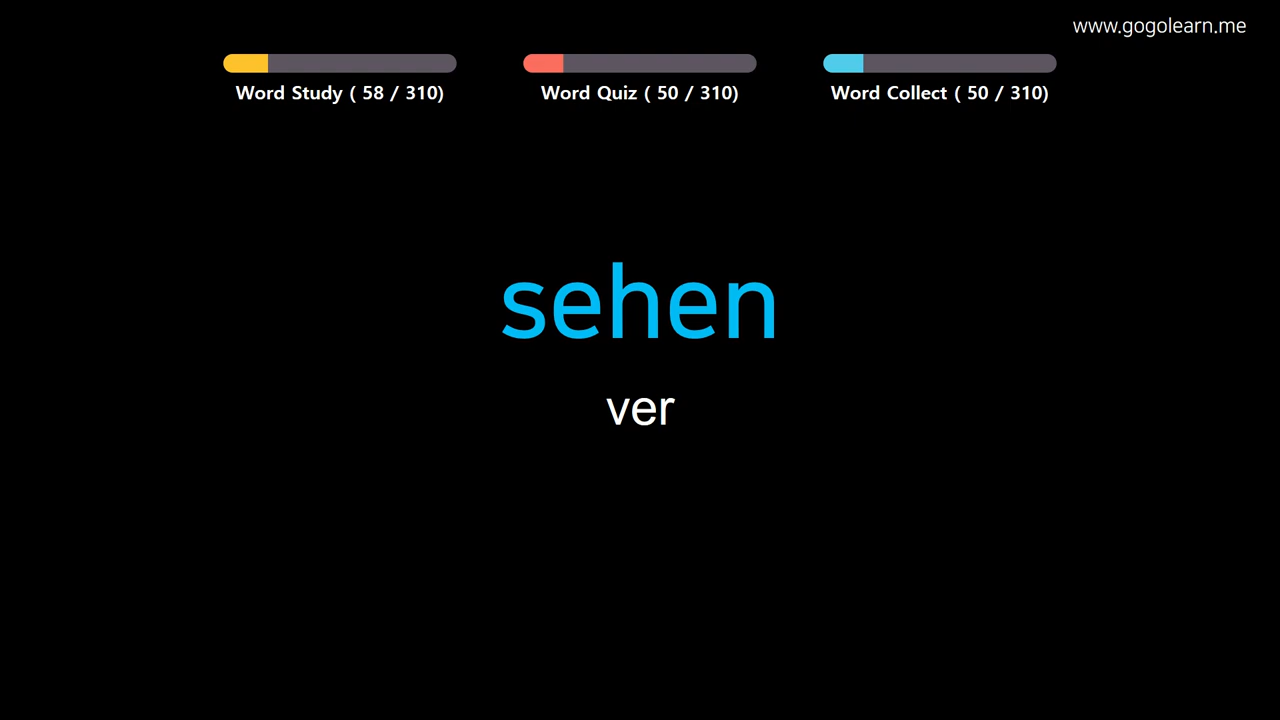 www.gogolearn.me
Word Study ( 58 / 310)
Word Quiz ( 50 / 310)
Word Collect ( 50 / 310)
sehen
ver